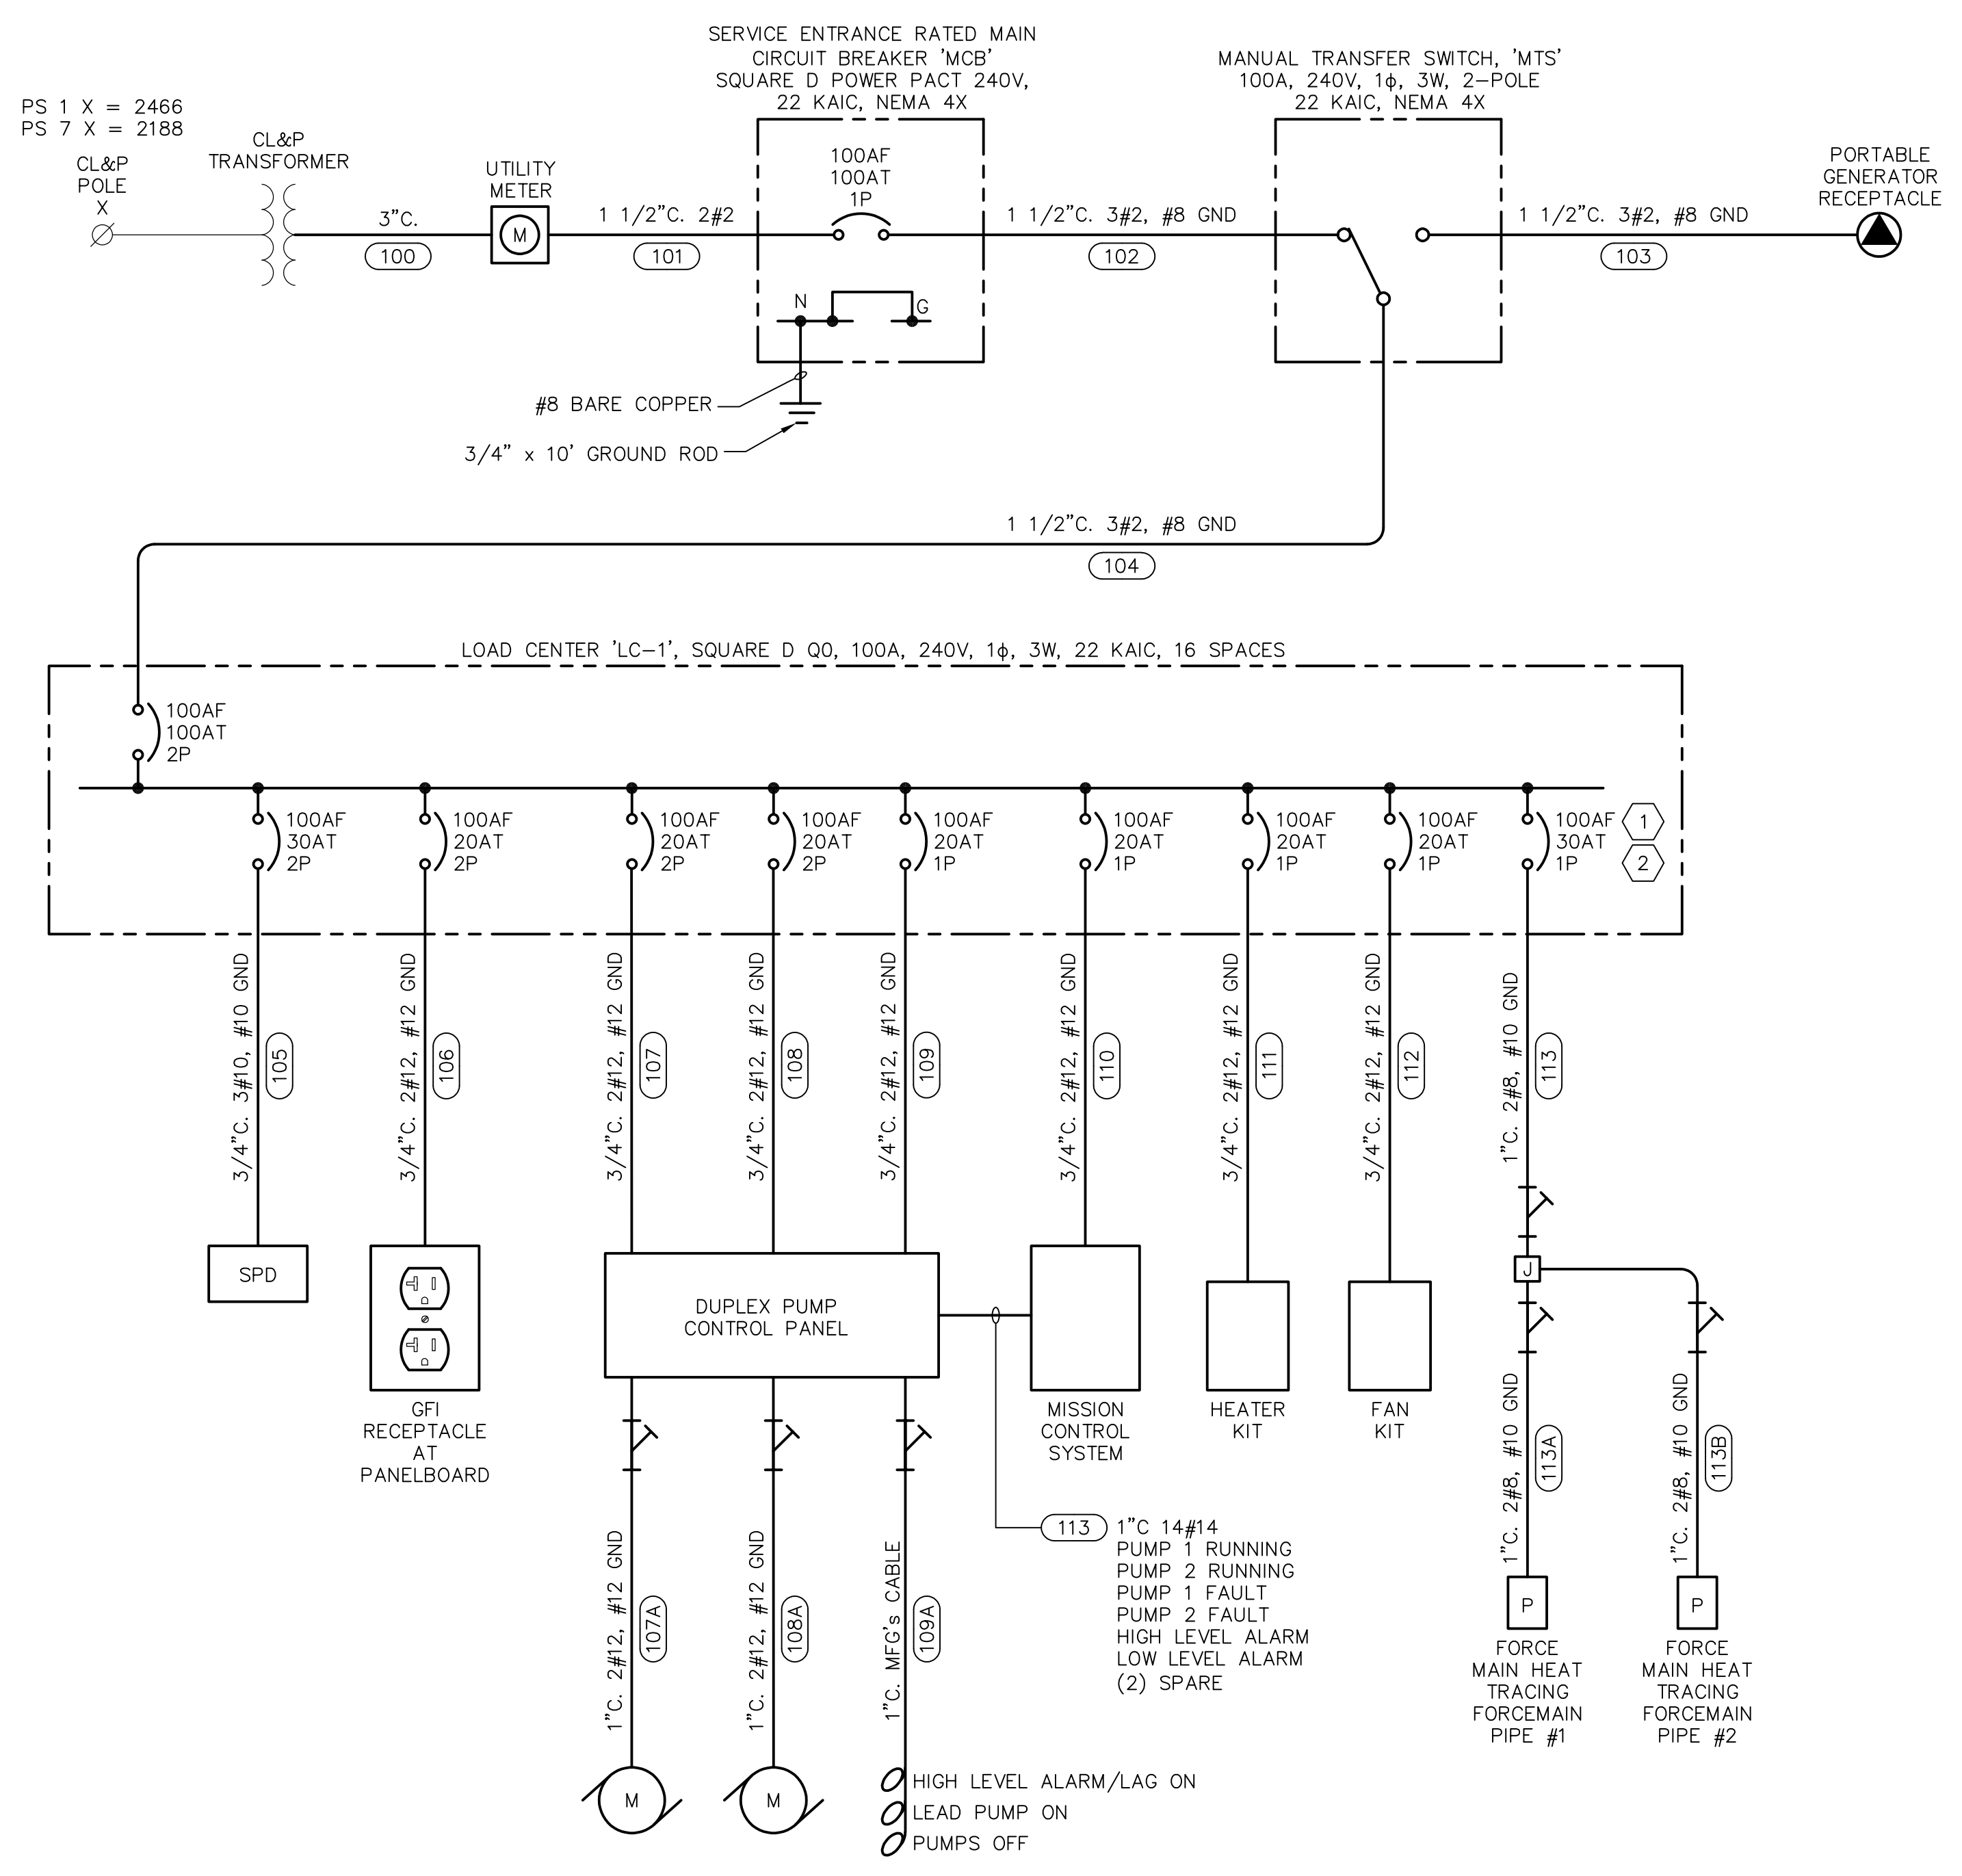 SERVICE ENTRANCE RATED MAIN
CIRCUIT BREAKER 'MCB'
SQUARE D POWER PACT 240V,
22 KAIC, NEMA 4X
MANUAL TRANSFER SWITCH, 'MTS'
100A, 240V, 1ϕ, 3W, 2-POLE
22 KAIC, NEMA 4X
PS 1 X = 2466
PS 7 X = 2188
CL&P
POLE
X
CL&P
TRANSFORMER
3"C.
100
UTILITY
METER
M
1 1/2"C. 2#2
101
100AF
100AT
1P
N
G
1 1/2"C. 3#2, #8 GND
102
1 1/2"C. 3#2, #8 GND
103
PORTABLE
GENERATOR
RECEPTACLE
#8 BARE COPPER
3/4" x 10' GROUND ROD
1 1/2"C. 3#2, #8 GND
104
LOAD CENTER 'LC-1', SQUARE D QO, 100A, 240V, 1ϕ, 3W, 22 KAIC, 16 SPACES
100AF
100AT
2P
100AF
30AT
2P
100AF
20AT
2P
100AF
20AT
2P
100AF
20AT
2P
100AF
20AT
1P
100AF
20AT
1P
100AF
20AT
1P
100AF
20AT
1P
100AF
30AT
1P
1
2
3/4"C. 3#10, #10 GND
105
3/4"C. 2#12, #12 GND
106
3/4"C. 2#12, #12 GND
107
3/4"C. 2#12, #12 GND
108
3/4"C. 2#12, #12 GND
109
3/4"C. 2#12, #12 GND
110
3/4"C. 2#12, #12 GND
111
3/4"C. 2#12, #12 GND
112
1"C. 2#8, #10 GND
113
SPD
GFI
RECEPTACLE
AT
PANELBOARD
DUPLEX PUMP
CONTROL PANEL
MISSION
CONTROL
SYSTEM
HEATER
KIT
FAN
KIT
J
1"C. 2#12, #12 GND
107A
1"C. 2#12, #12 GND
108A
1"C. MFG's CABLE
109A
113
1"C 14#14
PUMP 1 RUNNING
PUMP 2 RUNNING
PUMP 1 FAULT
PUMP 2 FAULT
HIGH LEVEL ALARM
LOW LEVEL ALARM
(2) SPARE
1"C. 2#8, #10 GND
113A
1"C. 2#8, #10 GND
113B
P
FORCE
MAIN HEAT
TRACING
FORCEMAIN
PIPE #1
P
FORCE
MAIN HEAT
TRACING
FORCEMAIN
PIPE #2
M
M
HIGH LEVEL ALARM/LAG ON
LEAD PUMP ON
PUMPS OFF